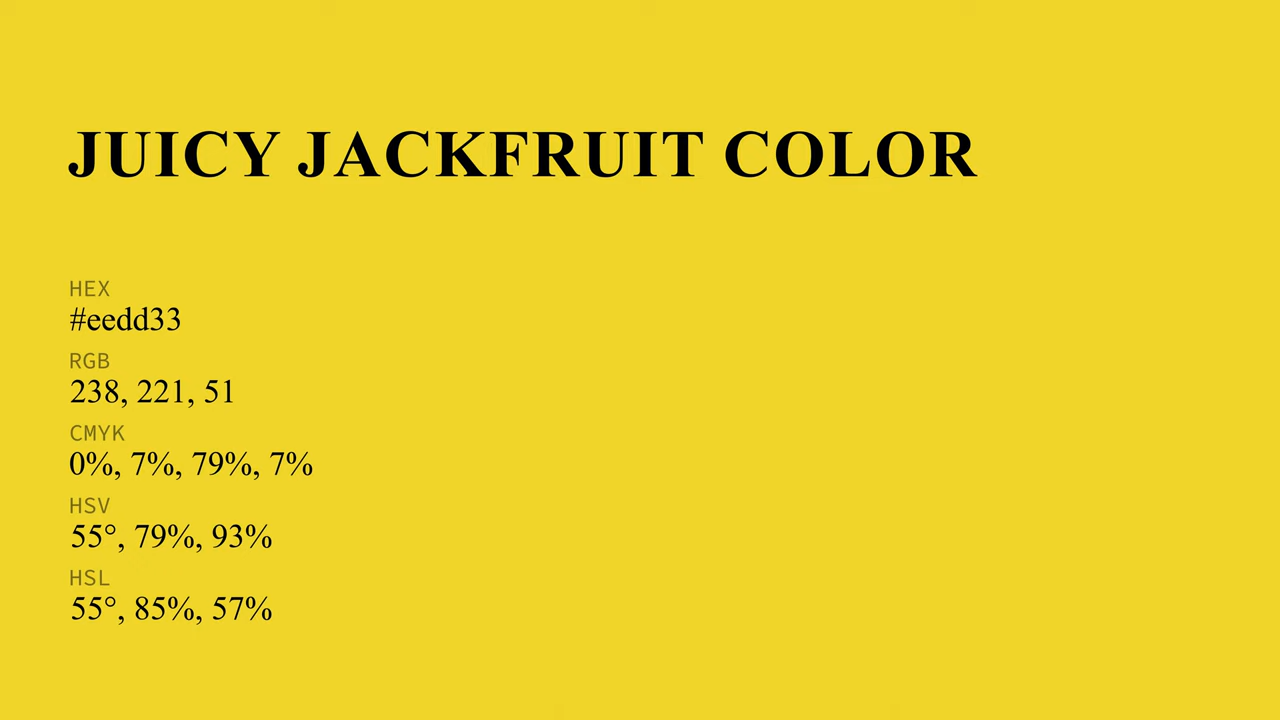 JUICY JACKFRUIT COLOR
HEX
#eedd33
RGB
238, 221, 51
CMYK
0%, 7%, 79%, 7%
HSV
55°, 79%, 93%
HSL
55°, 85%, 57%